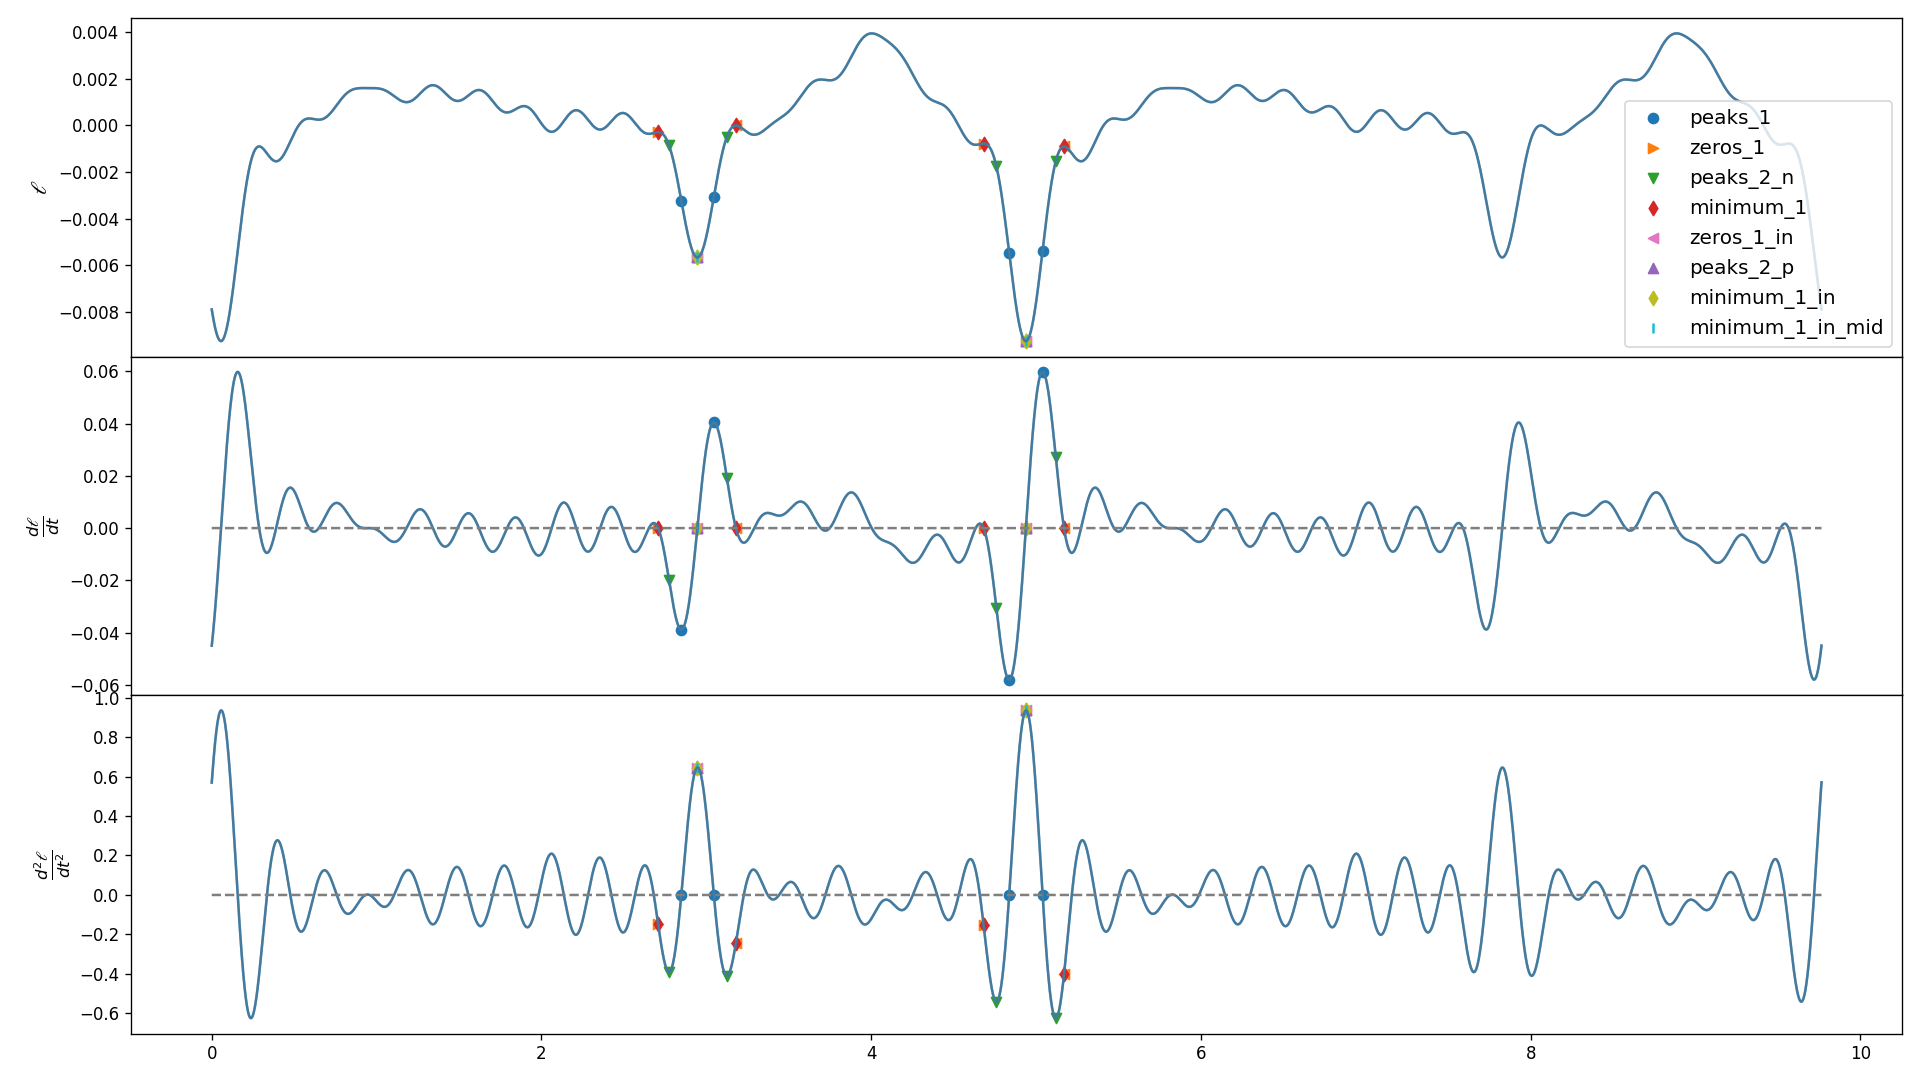 0.004
0.002
0.000
−0.002
−0.004
−0.006
−0.008
ℓ
peaks_1
zeros_1
peaks_2_n
minimum_1
zeros_1_in
peaks_2_p
minimum_1_in
minimum_1_in_mid
0.06
0.04
0.02
0.00
−0.02
−0.04
−0.06
dℓ
dt
1.0
0.8
0.6
0.4
0.2
0.0
−0.2
−0.4
−0.6
d²ℓ
dt²
0 2 4 6 8 10